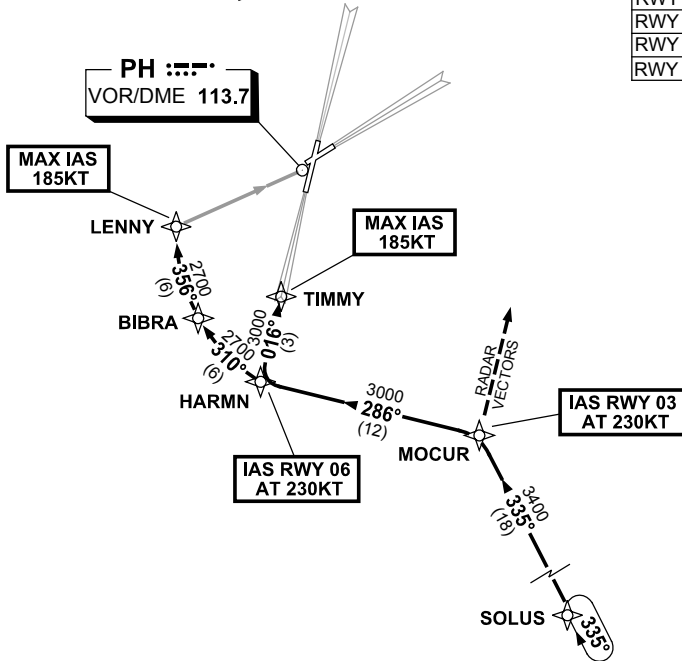 RWY
RWY
RWY
RWY
PH
VOR/DME 113.7
MAX IAS
185KT
LENNY
MAX IAS
185KT
2700
356°
(6)
TIMMY
BIBRA
2700
310°
(6)
3000
016°
(3)
RADAR
VECTORS
HARMN
3000
286°
(12)
IAS RWY 03
AT 230KT
MOCUR
IAS RWY 06
AT 230KT
3400
335°
(18)
SOLUS
335°